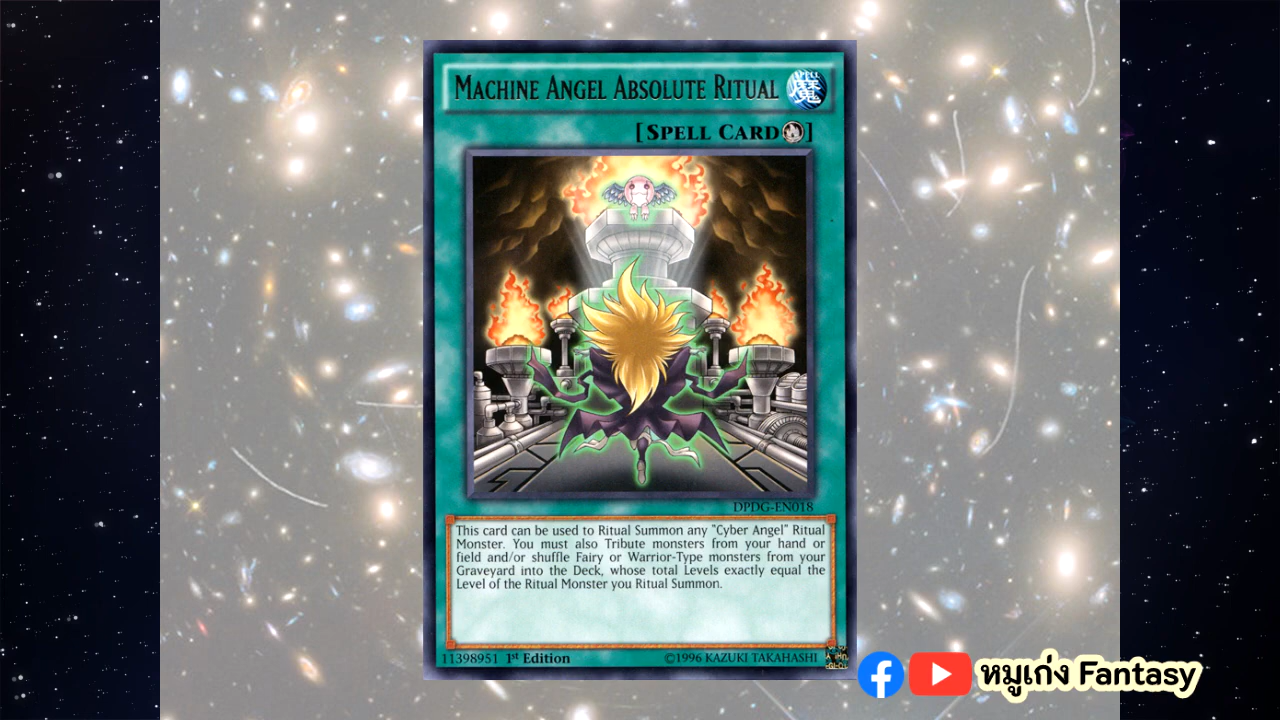 MACHINE ANGEL ABSOLUTE RITUAL
魔
[SPELL CARD]
DPDG-EN018
This card can be used to Ritual Summon any "Cyber Angel" Ritual
Monster. You must also Tribute monsters from your hand or
field and/or shuffle Fairy or Warrior-Type monsters from your
Graveyard into the Deck, whose total Levels exactly equal the
Level of the Ritual Monster you Ritual Summon.
11398951 1st Edition ©1996 KAZUKI TAKAHASHI
หมูเก่ง Fantasy